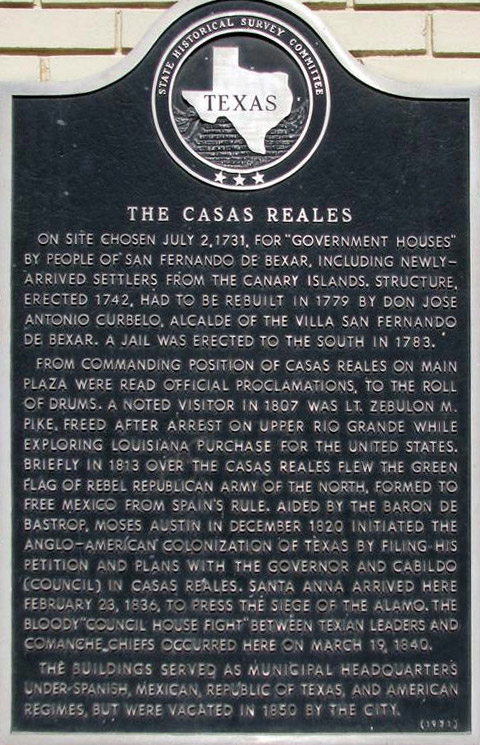 STATE HISTORICAL SURVEY COMMITTEE
TEXAS
THE CASAS REALES
ON SITE CHOSEN JULY 2, 1731, FOR "GOVERNMENT HOUSES"
BY PEOPLE OF SAN FERNANDO DE BEXAR, INCLUDING NEWLY-
ARRIVED SETTLERS FROM THE CANARY ISLANDS. STRUCTURE,
ERECTED 1742, HAD TO BE REBUILT IN 1779 BY DON JOSE
ANTONIO CURBELO, ALCALDE OF THE VILLA SAN FERNANDO
DE BEXAR. A JAIL WAS ERECTED TO THE SOUTH IN 1783.
FROM COMMANDING POSITION OF CASAS REALES ON MAIN
PLAZA WERE READ OFFICIAL PROCLAMATIONS, TO THE ROLL
OF DRUMS. A NOTED VISITOR IN 1807 WAS LT. ZEBULON M.
PIKE, FREED AFTER ARREST ON UPPER RIO GRANDE WHILE
EXPLORING LOUISIANA PURCHASE FOR THE UNITED STATES.
BRIEFLY IN 1813 OVER THE CASAS REALES FLEW THE GREEN
FLAG OF REBEL REPUBLICAN ARMY OF THE NORTH, FORMED TO
FREE MEXICO FROM SPAIN'S RULE. AIDED BY THE BARON DE
BASTROP, MOSES AUSTIN IN DECEMBER 1820 INITIATED THE
ANGLO-AMERICAN COLONIZATION OF TEXAS BY FILING HIS
PETITION AND PLANS WITH THE GOVERNOR AND CABILDO
(COUNCIL) IN CASAS REALES. SANTA ANNA ARRIVED HERE
FEBRUARY 23, 1836, TO PRESS THE SIEGE OF THE ALAMO. THE
BLOODY "COUNCIL HOUSE FIGHT" BETWEEN TEXIAN LEADERS AND
COMANCHE CHIEFS OCCURRED HERE ON MARCH 19, 1840.
THE BUILDINGS SERVED AS MUNICIPAL HEADQUARTERS
UNDER SPANISH, MEXICAN, REPUBLIC OF TEXAS, AND AMERICAN
REGIMES, BUT WERE VACATED IN 1850 BY THE CITY.
(1971)